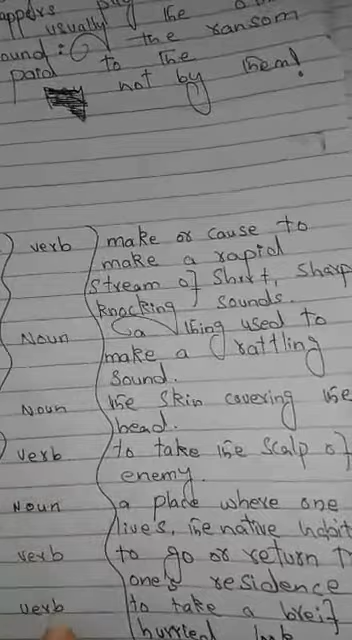 usually the
ound: the ransom
paid to the
not by them!
verb make or cause to
make a rapid
stream of short, sharp
knocking sounds.
Noun a thing used to
make a rattling
sound.
Noun the skin covering the
head.
verb to take the scalp of
enemy.
Noun a place where one
lives, the native habit
verb to go or return
one's residence
verb to take a breif
hurried